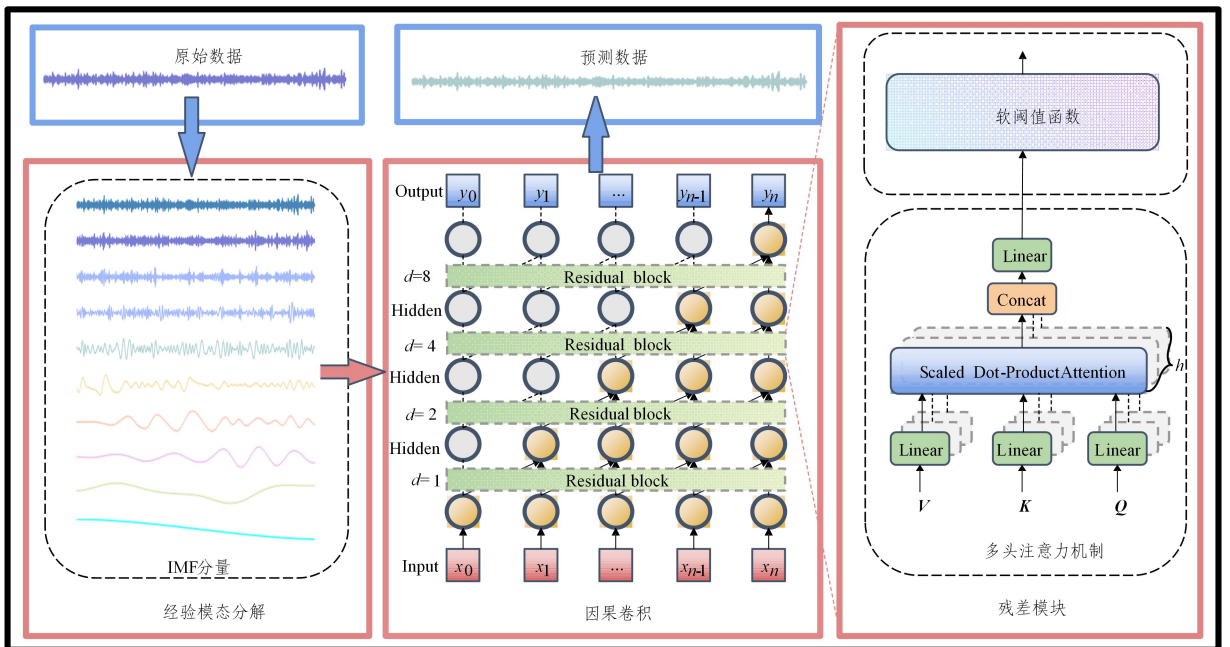 原始数据
预测数据
软阈值函数
Output y0 y1 ... yn-1 yn
d=8 Residual block
Hidden
d= 4 Residual block
Hidden
d= 2 Residual block
Hidden
d= 1 Residual block
Input x0 x1 ... xn-1 xn
IMF分量
经验模态分解
因果卷积
Linear
Concat
Scaled Dot-ProductAttention
h
Linear Linear Linear
V K Q
多头注意力机制
残差模块